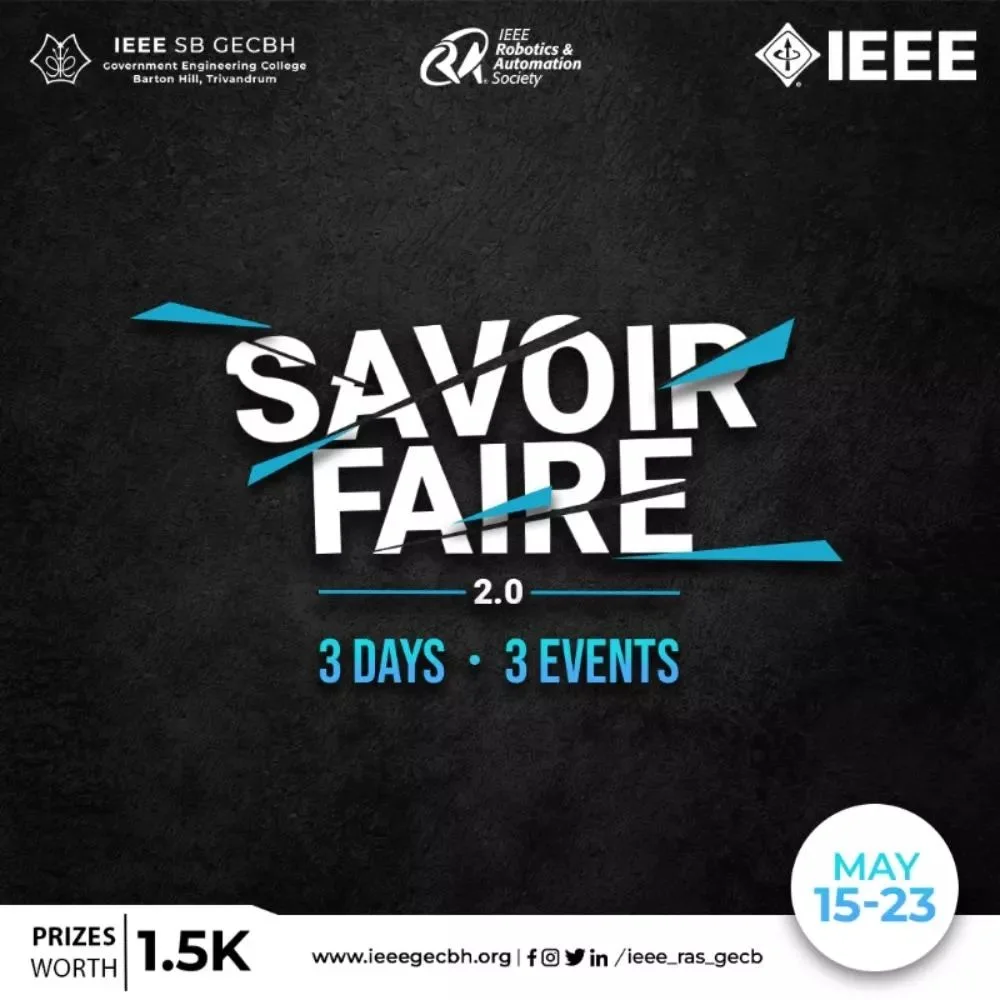 IEEE SB GECBH
Government Engineering College
Barton Hill, Trivandrum
IEEE
Robotics &
Automation
Society
IEEE
SAVOIR
FAIRE
2.0
3 DAYS · 3 EVENTS
MAY
15-23
PRIZES
WORTH
1.5K
www.ieeegecbh.org | /ieee_ras_gecb